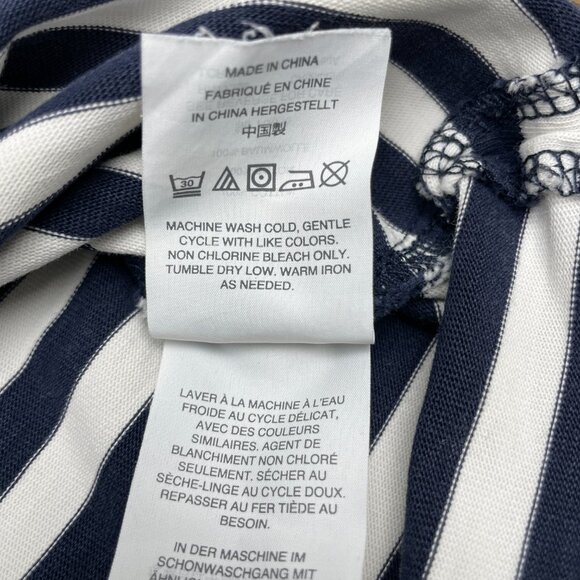 MADE IN CHINA
FABRIQUÉ EN CHINE
IN CHINA HERGESTELLT
中国製
30
MACHINE WASH COLD, GENTLE
CYCLE WITH LIKE COLORS.
NON CHLORINE BLEACH ONLY.
TUMBLE DRY LOW. WARM IRON
AS NEEDED.
LAVER À LA MACHINE À L'EAU
FROIDE AU CYCLE DÉLICAT,
AVEC DES COULEURS
SIMILAIRES. AGENT DE
BLANCHIMENT NON CHLORÉ
SEULEMENT. SÉCHER AU
SÈCHE-LINGE AU CYCLE DOUX.
REPASSER AU FER TIÈDE AU
BESOIN.
IN DER MASCHINE IM
SCHONWASCHGANG MIT